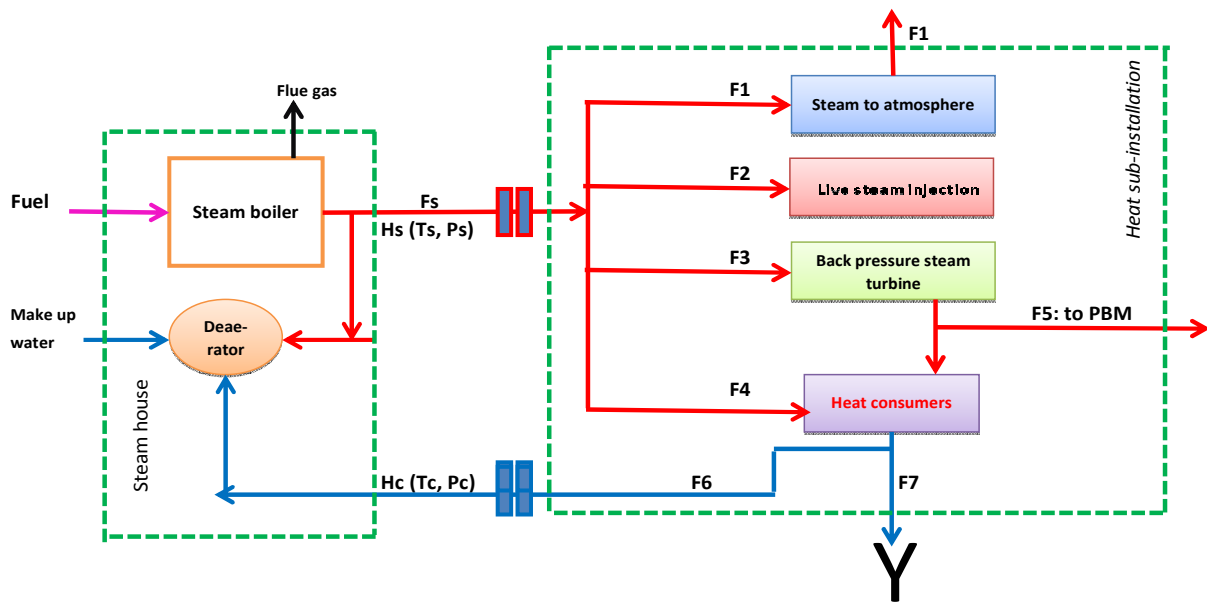 F1
Flue gas
F1
Steam to atmosphere
Heat sub-installation
Fuel
Steam boiler
Fs
Hs (Ts, Ps)
F2
Live steam injection
F3
Back pressure steam
turbine
Make up
water
Deae-
rator
F5: to PBM
Steam house
F4
Heat consumers
Hc (Tc, Pc)
F6
F7
Y